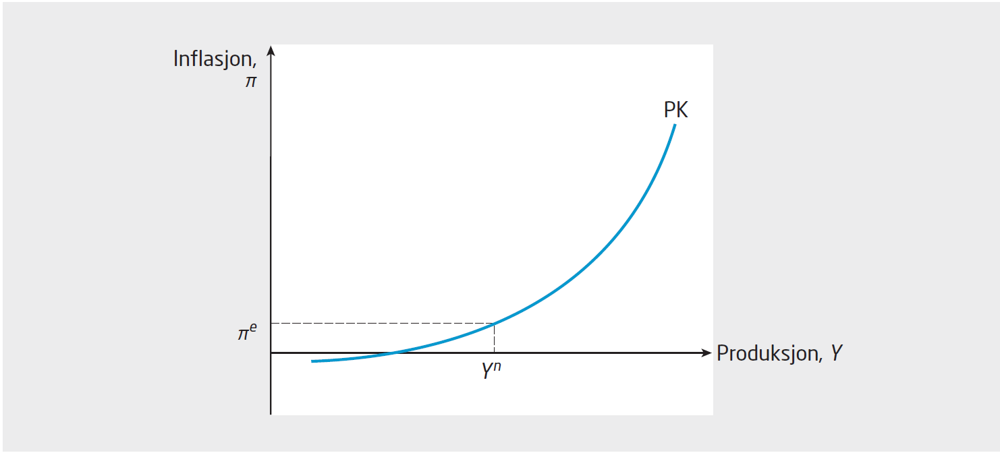 Inflasjon,
π
PK
πᵉ
Produksjon, Y
Yⁿ